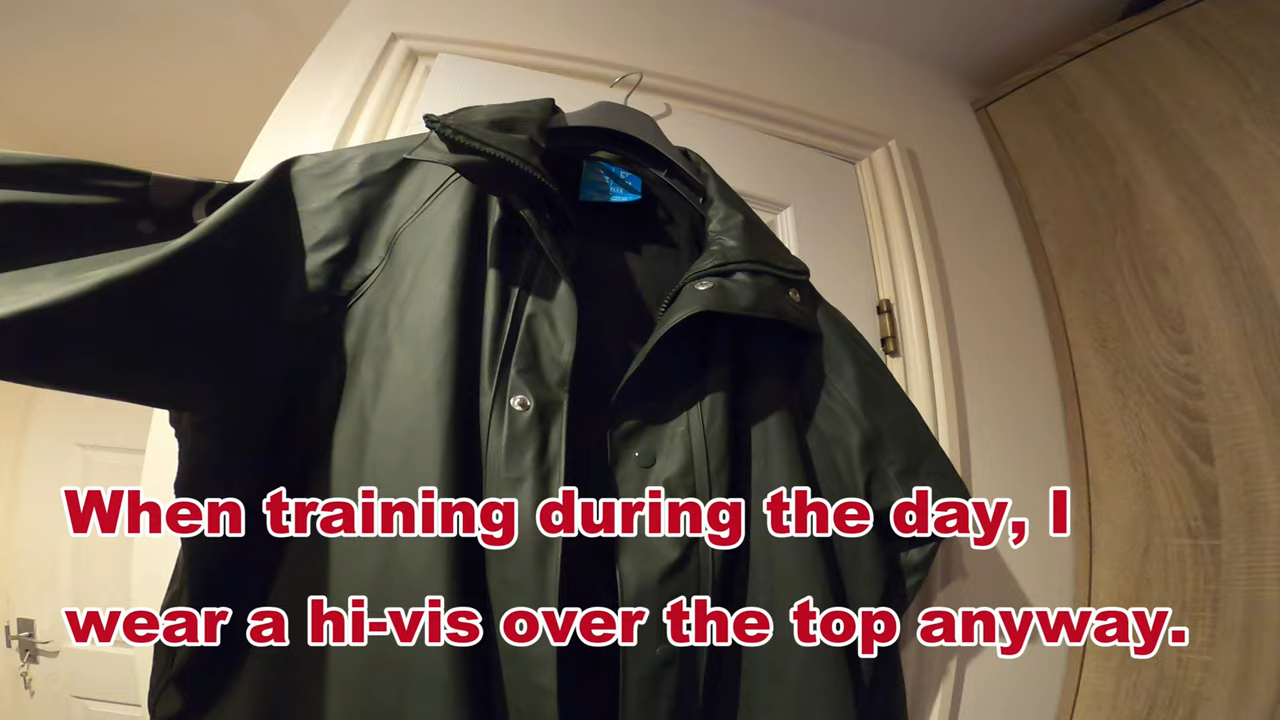 When training during the day, I
wear a hi-vis over the top anyway.